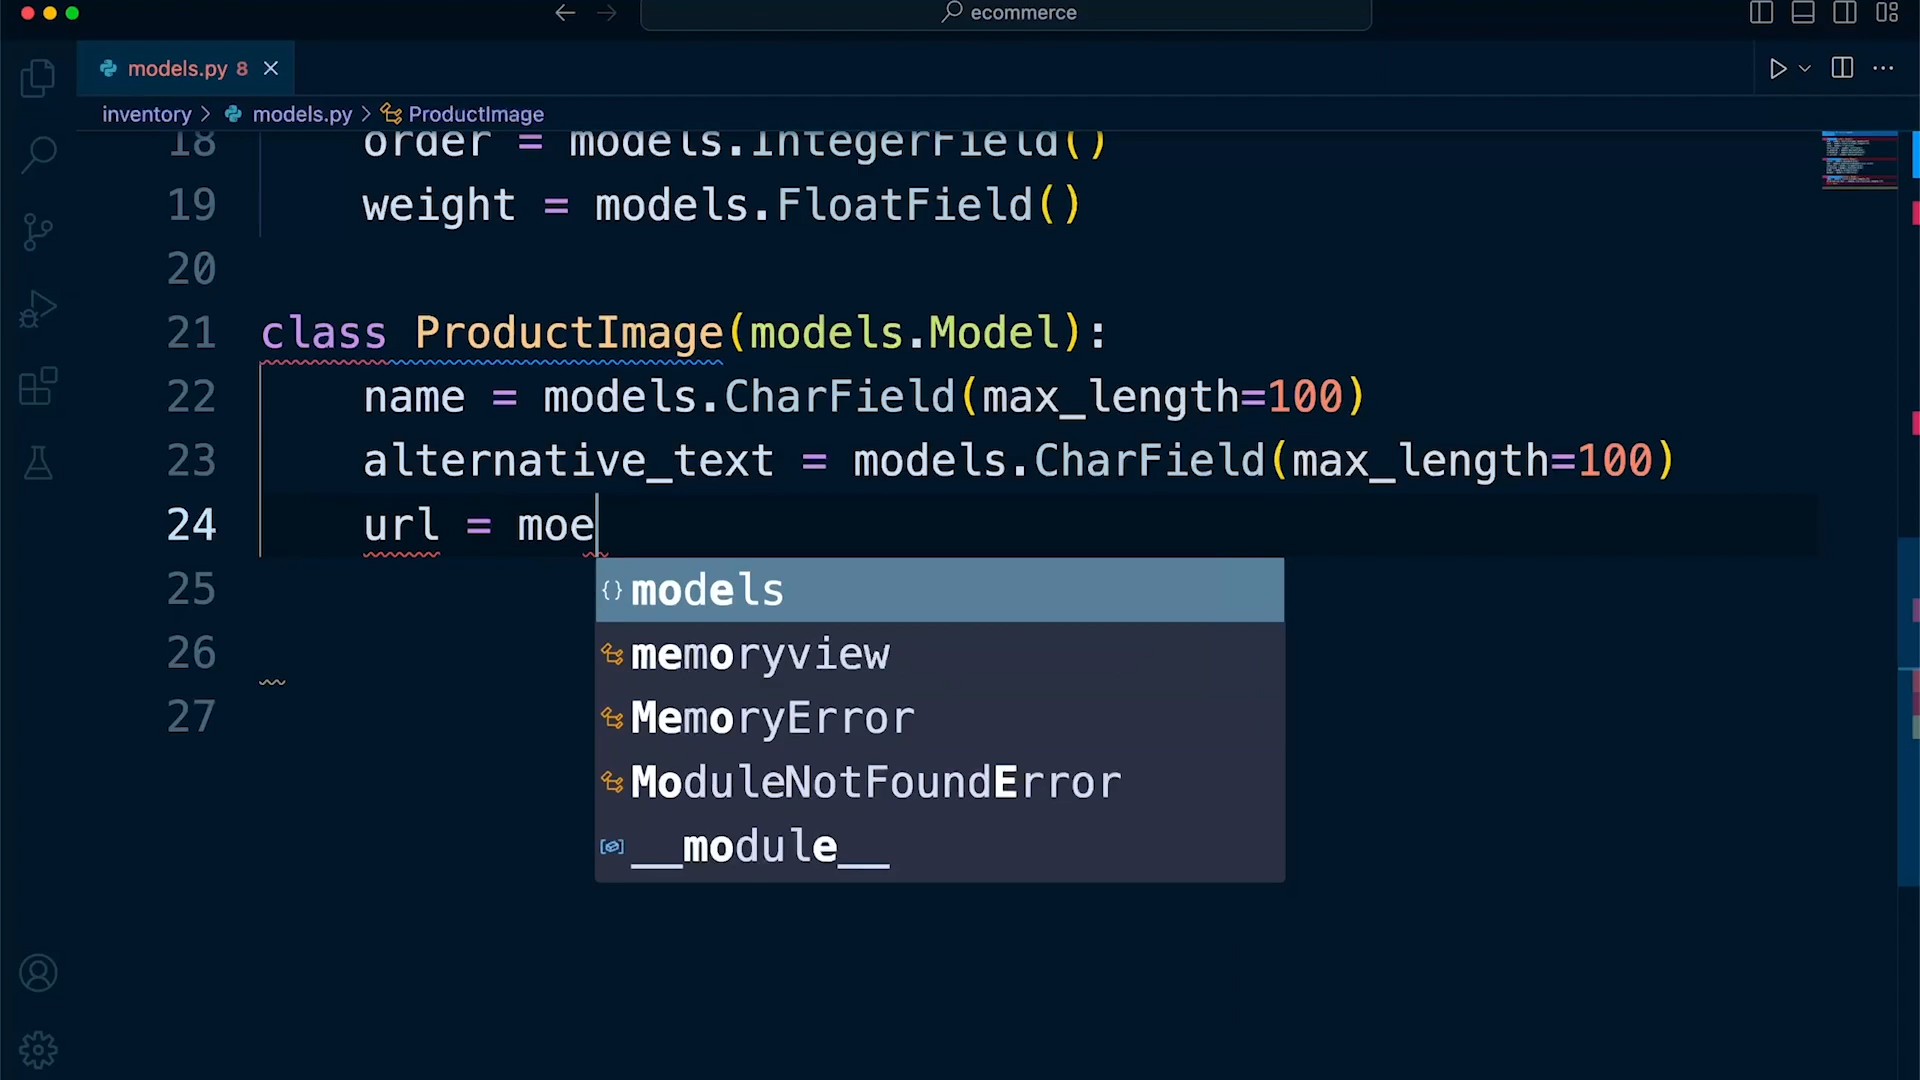 ecommerce
models.py 8
inventory > models.py > ProductImage
18 order = models.IntegerField()
19 weight = models.FloatField()
20
21 class ProductImage(models.Model):
22 name = models.CharField(max_length=100)
23 alternative_text = models.CharField(max_length=100)
24 url = moe
25
models
26
memoryview
27
MemoryError
ModuleNotFoundError
__module__